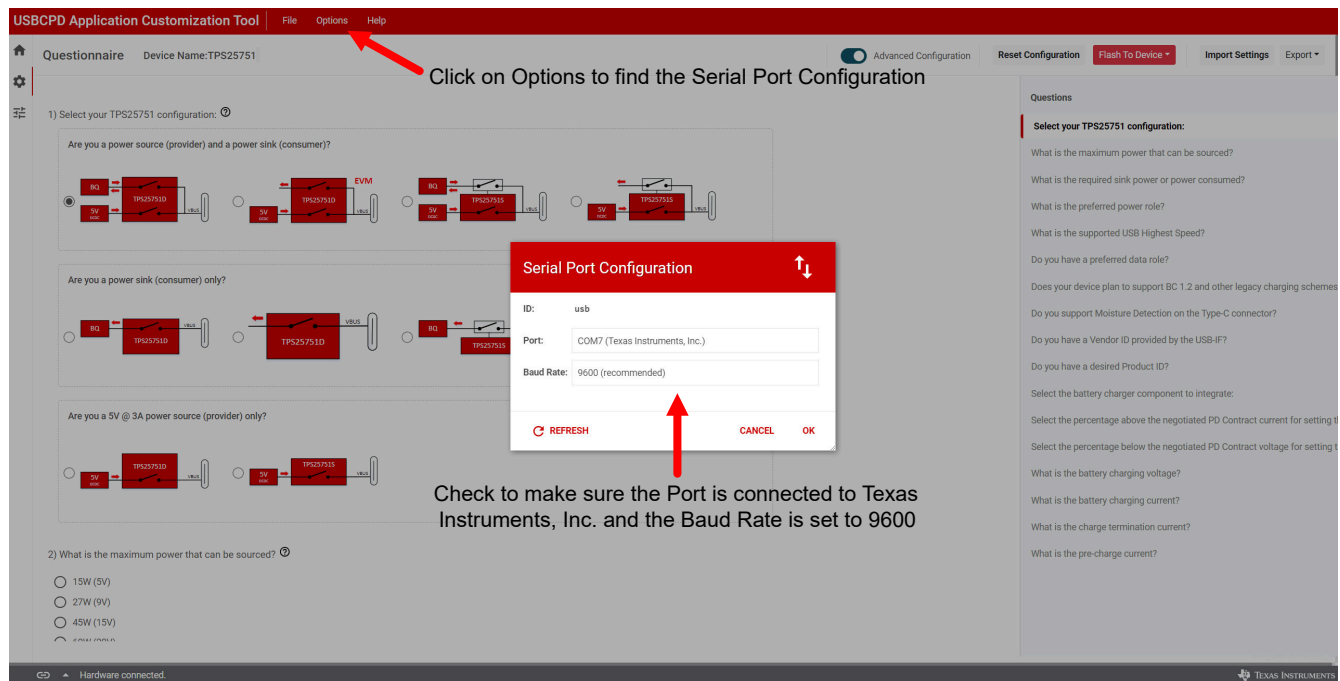 USBCPD Application Customization Tool File Options Help
Questionnaire Device Name:TPS25751 Advanced Configuration Reset Configuration Flash To Device Import Settings Export
Click on Options to find the Serial Port Configuration
1) Select your TPS25751 configuration:
Are you a power source (provider) and a power sink (consumer)?
BQ TPS25751D 5V DCDC VBUS
EVM TPS25751D 5V DCDC VBUS
BQ TPS25751S 5V DCDC VBUS
TPS25751S 5V DCDC VBUS
Are you a power sink (consumer) only?
BQ TPS25751D VBUS
TPS25751D VBUS
BQ TPS25751S
Are you a 5V @ 3A power source (provider) only?
5V DCDC TPS25751D VBUS
5V DCDC TPS25751S VBUS
2) What is the maximum power that can be sourced?
15W (5V)
27W (9V)
45W (15V)
Serial Port Configuration
ID: usb
Port: COM7 (Texas Instruments, Inc.)
Baud Rate: 9600 (recommended)
REFRESH CANCEL OK
Check to make sure the Port is connected to Texas
Instruments, Inc. and the Baud Rate is set to 9600
Questions
Select your TPS25751 configuration:
What is the maximum power that can be sourced?
What is the required sink power or power consumed?
What is the preferred power role?
What is the supported USB Highest Speed?
Do you have a preferred data role?
Does your device plan to support BC 1.2 and other legacy charging schemes
Do you support Moisture Detection on the Type-C connector?
Do you have a Vendor ID provided by the USB-IF?
Do you have a desired Product ID?
Select the battery charger component to integrate:
Select the percentage above the negotiated PD Contract current for setting t
Select the percentage below the negotiated PD Contract voltage for setting t
What is the battery charging voltage?
What is the battery charging current?
What is the charge termination current?
What is the pre-charge current?
Hardware connected. TEXAS INSTRUMENTS